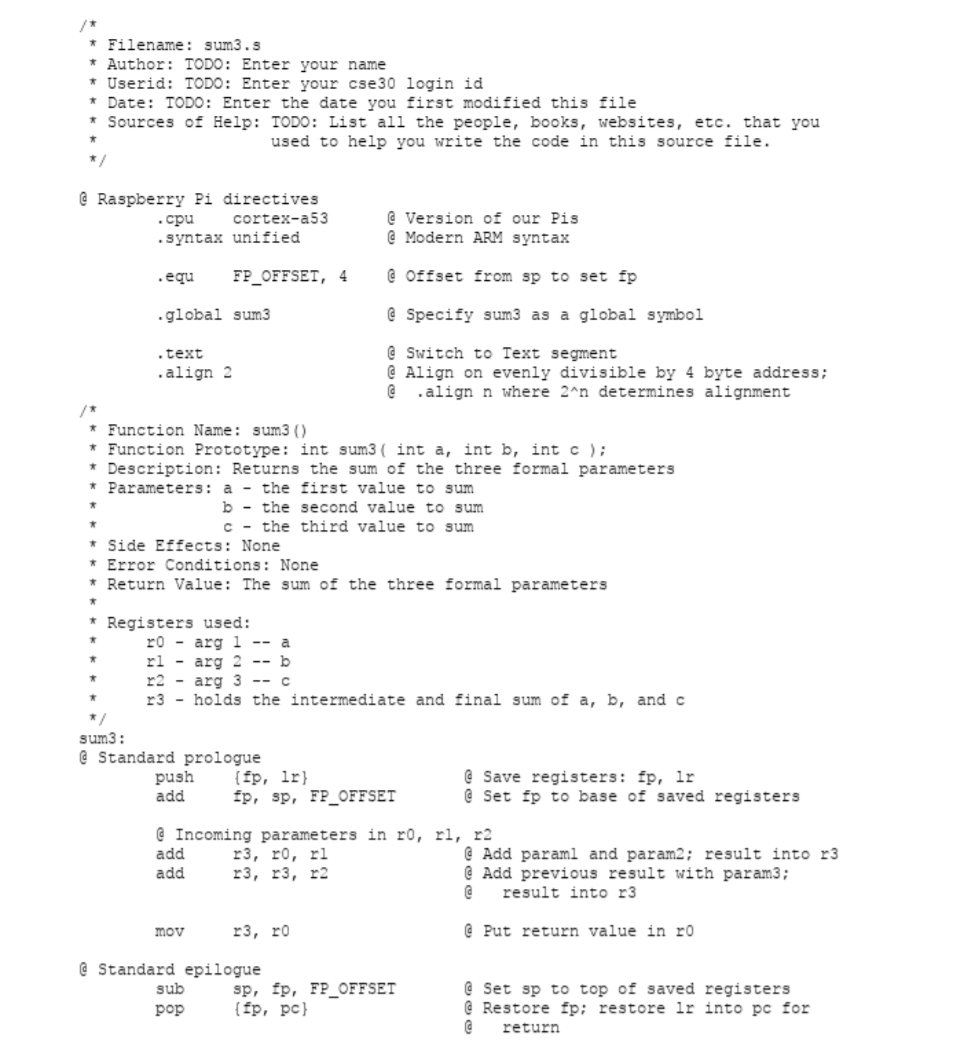 /*
 * Filename: sum3.s
 * Author: TODO: Enter your name
 * Userid: TODO: Enter your cse30 login id
 * Date: TODO: Enter the date you first modified this file
 * Sources of Help: TODO: List all the people, books, websites, etc. that you
 *                  used to help you write the code in this source file.
 */
@ Raspberry Pi directives
        .cpu    cortex-a53      @ Version of our Pis
        .syntax unified         @ Modern ARM syntax
        .equ    FP_OFFSET, 4    @ Offset from sp to set fp
        .global sum3            @ Specify sum3 as a global symbol
        .text                   @ Switch to Text segment
        .align 2                @ Align on evenly divisible by 4 byte address;
                                @  .align n where 2^n determines alignment
/*
 * Function Name: sum3()
 * Function Prototype: int sum3( int a, int b, int c );
 * Description: Returns the sum of the three formal parameters
 * Parameters: a - the first value to sum
 *             b - the second value to sum
 *             c - the third value to sum
 * Side Effects: None
 * Error Conditions: None
 * Return Value: The sum of the three formal parameters
 *
 * Registers used:
 *     r0 - arg 1 -- a
 *     r1 - arg 2 -- b
 *     r2 - arg 3 -- c
 *     r3 - holds the intermediate and final sum of a, b, and c
 */
sum3:
@ Standard prologue
        push    {fp, lr}                @ Save registers: fp, lr
        add     fp, sp, FP_OFFSET       @ Set fp to base of saved registers
        @ Incoming parameters in r0, r1, r2
        add     r3, r0, r1              @ Add param1 and param2; result into r3
        add     r3, r3, r2              @ Add previous result with param3;
                                        @   result into r3
        mov     r3, r0                  @ Put return value in r0
@ Standard epilogue
        sub     sp, fp, FP_OFFSET       @ Set sp to top of saved registers
        pop     {fp, pc}                @ Restore fp; restore lr into pc for
                                        @   return